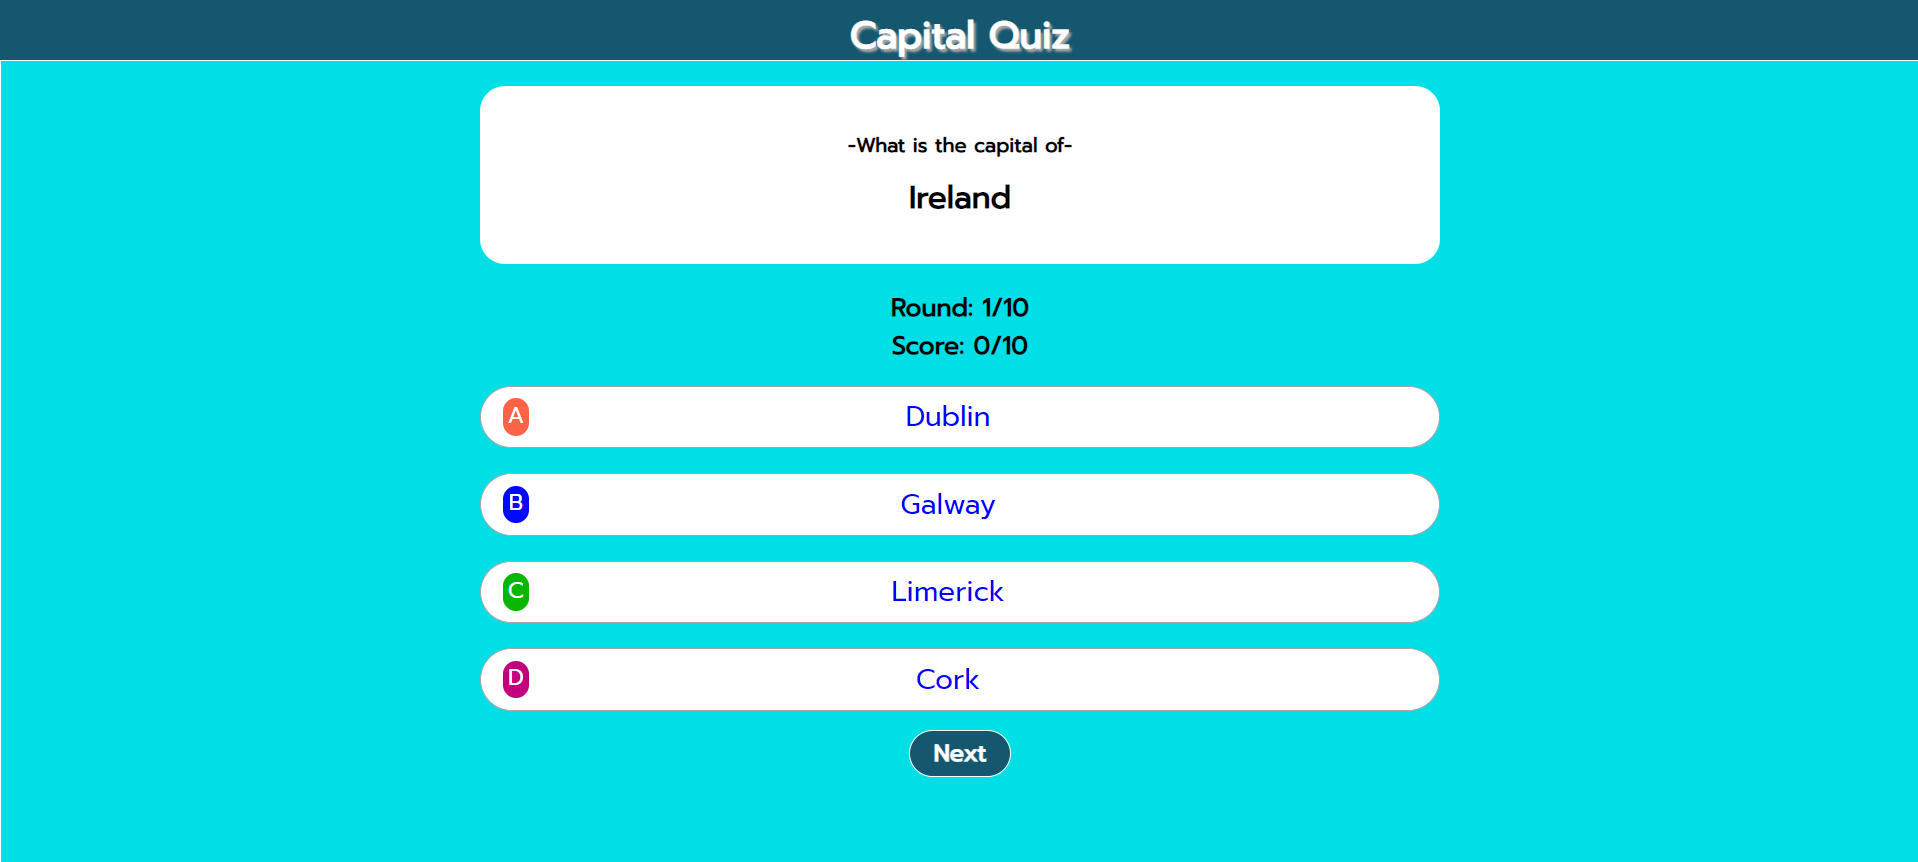 Capital Quiz
-What is the capital of-
Ireland
Round: 1/10
Score: 0/10
A Dublin
B Galway
C Limerick
D Cork
Next